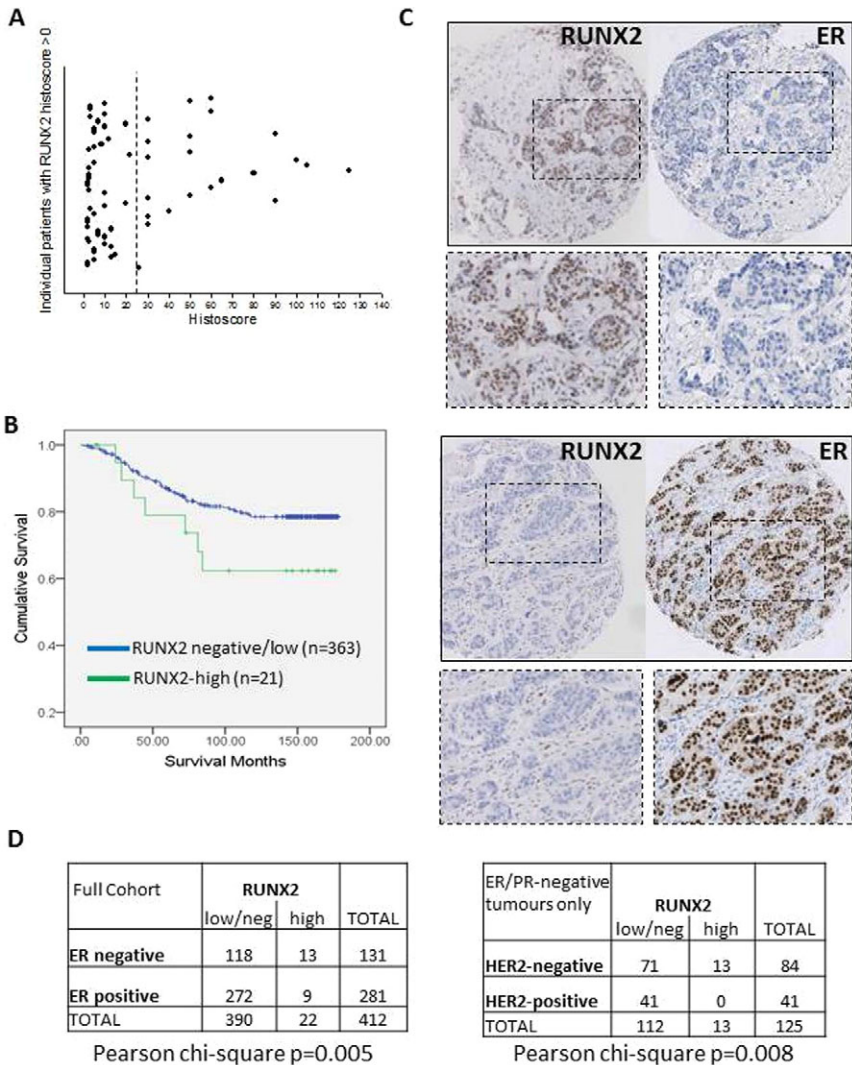 A
Individual patients with RUNX2 histoscore > 0
0 10 20 30 40 50 60 70 80 90 100 110 120 130 140
Histoscore
B
Cumulative Survival
1.0
0.8
0.6
0.4
0.2
RUNX2 negative/low (n=363)
RUNX2-high (n=21)
.00 50.00 100.00 150.00 200.00
Survival Months
C
RUNX2 ER
RUNX2 ER
D
Full Cohort RUNX2
low/neg high TOTAL
ER negative 118 13 131
ER positive 272 9 281
TOTAL 390 22 412
Pearson chi-square p=0.005
ER/PR-negative
tumours only RUNX2
low/neg high TOTAL
HER2-negative 71 13 84
HER2-positive 41 0 41
TOTAL 112 13 125
Pearson chi-square p=0.008